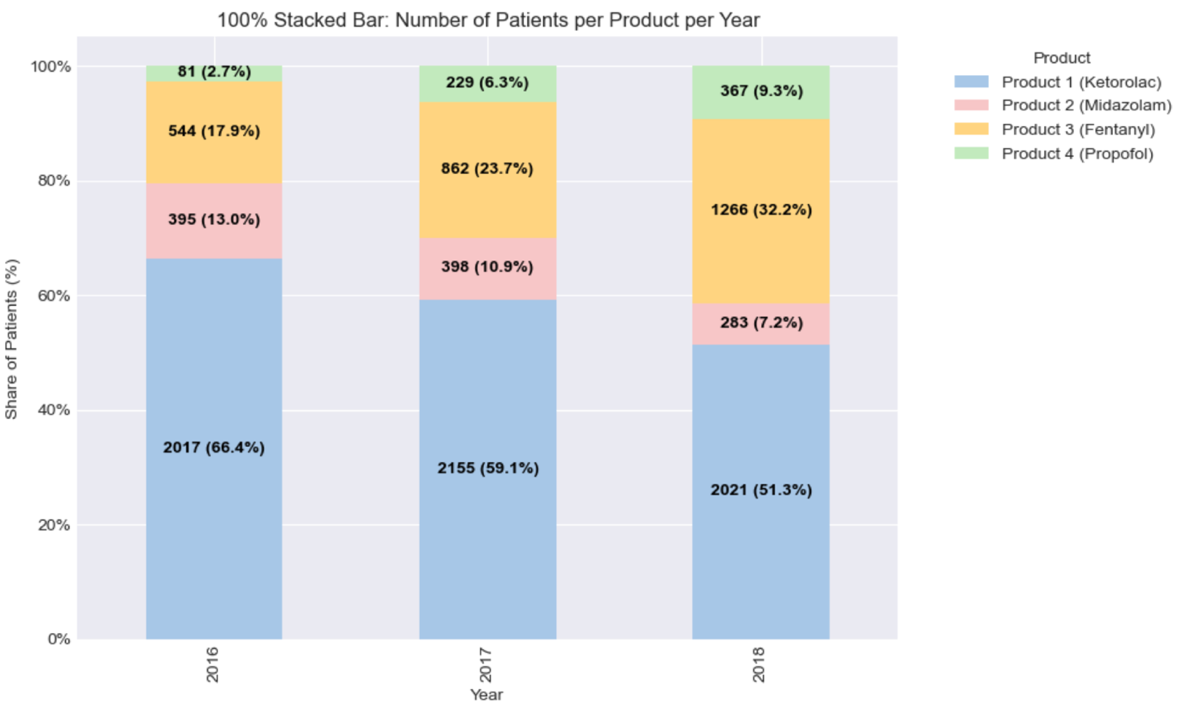 100% Stacked Bar: Number of Patients per Product per Year
Product
Product 1 (Ketorolac)
Product 2 (Midazolam)
Product 3 (Fentanyl)
Product 4 (Propofol)
Share of Patients (%)
100%
80%
60%
40%
20%
0%
81 (2.7%)
544 (17.9%)
395 (13.0%)
2017 (66.4%)
229 (6.3%)
862 (23.7%)
398 (10.9%)
2155 (59.1%)
367 (9.3%)
1266 (32.2%)
283 (7.2%)
2021 (51.3%)
2016
2017
2018
Year